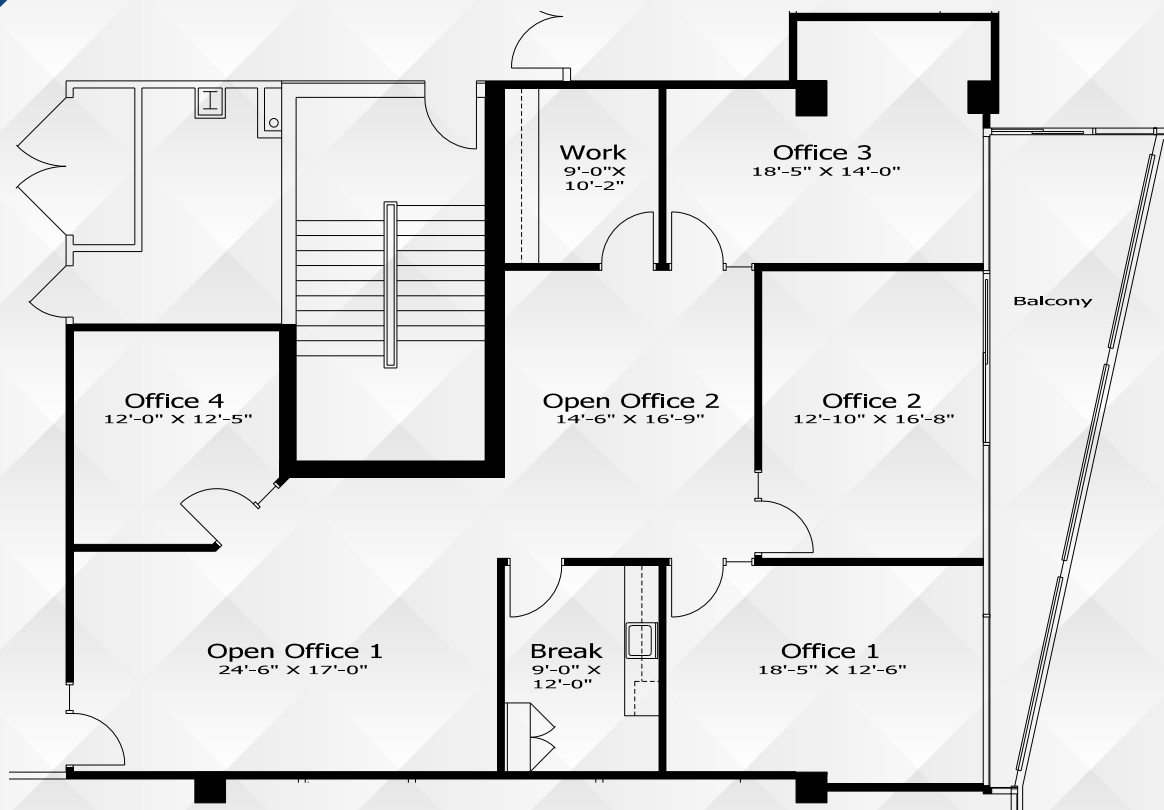 Work
9'-0"X
10'-2"
Office 3
18'-5" X 14'-0"
Balcony
Office 4
12'-0" X 12'-5"
Open Office 2
14'-6" X 16'-9"
Office 2
12'-10" X 16'-8"
Open Office 1
24'-6" X 17'-0"
Break
9'-0" X
12'-0"
Office 1
18'-5" X 12'-6"